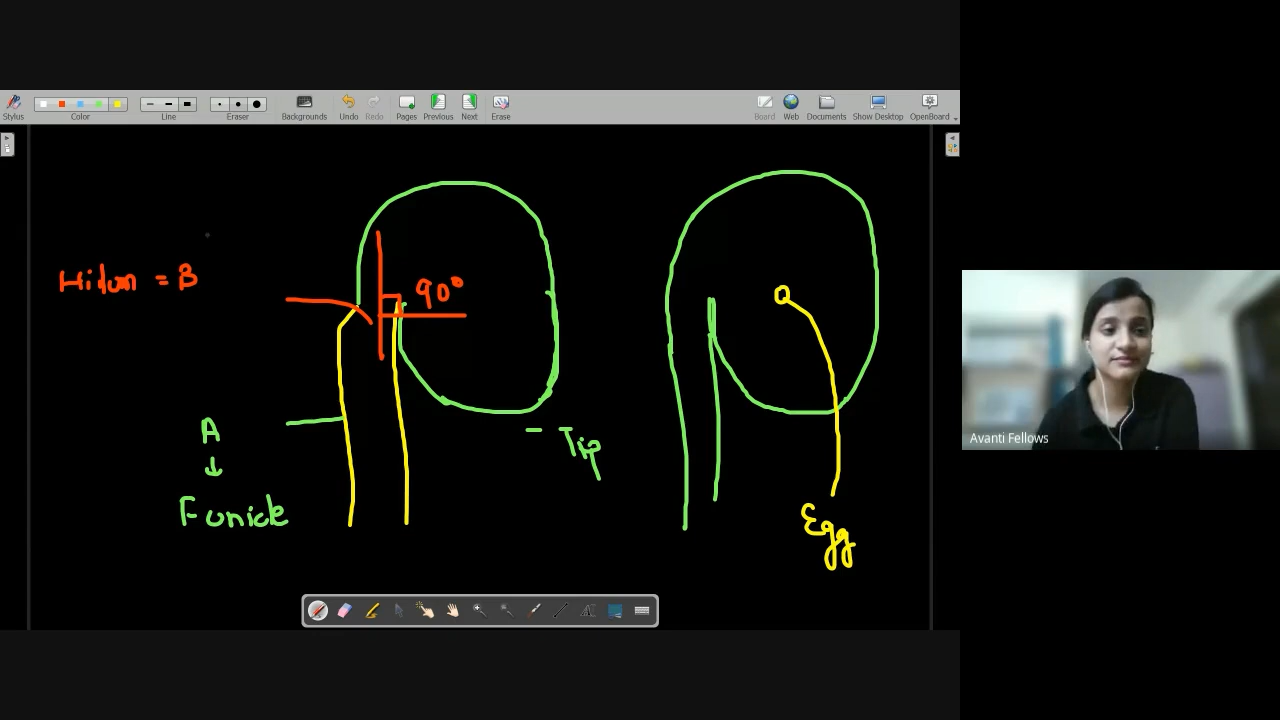 Stylus
Color
Line
Eraser
Backgrounds
Undo
Redo
Pages
Previous
Next
Erase
Board
Web
Documents
Show Desktop
OpenBoard
Hilum = B
90°
A
Funicle
- Tip
Egg
Avanti Fellows